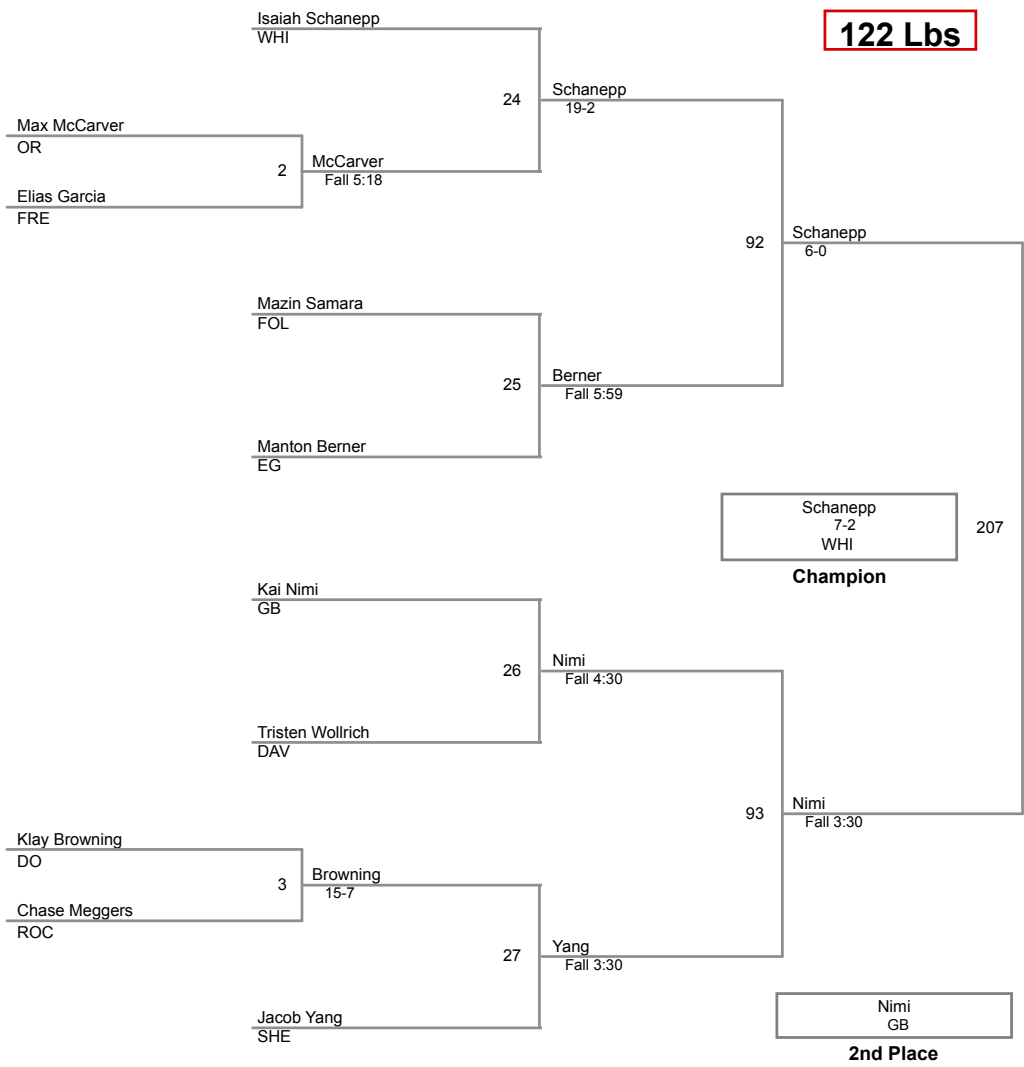 Isaiah Schanepp
WHI
122 Lbs
24
Schanepp
19-2
Max McCarver
OR
2
McCarver
Fall 5:18
Elias Garcia
FRE
92
Schanepp
6-0
Mazin Samara
FOL
25
Berner
Fall 5:59
Manton Berner
EG
Schanepp
7-2
WHI
207
Champion
Kai Nimi
GB
26
Nimi
Fall 4:30
Tristen Wollrich
DAV
93
Nimi
Fall 3:30
Klay Browning
DO
3
Browning
15-7
Chase Meggers
ROC
27
Yang
Fall 3:30
Jacob Yang
SHE
Nimi
GB
2nd Place